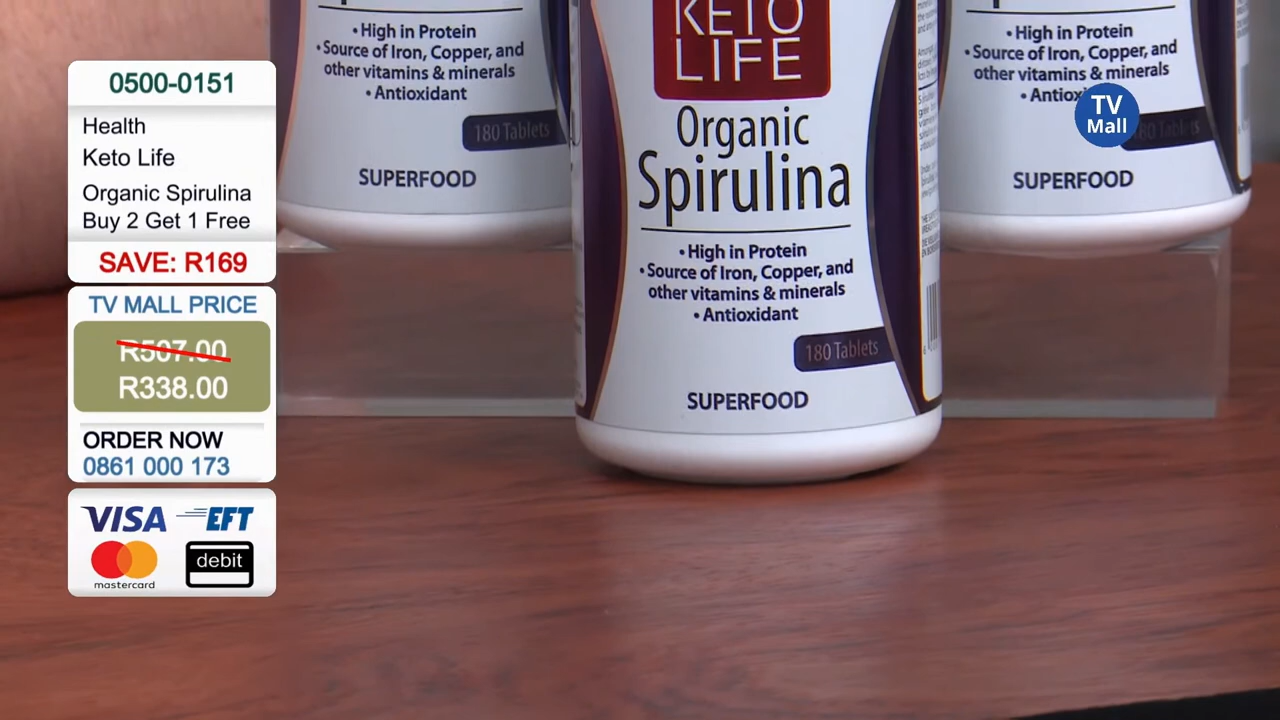 0500-0151
Health
Keto Life
Organic Spirulina
Buy 2 Get 1 Free
SAVE: R169
TV MALL PRICE
R507.00
R338.00
ORDER NOW
0861 000 173
VISA
EFT
mastercard
debit
• High in Protein
• Source of Iron, Copper, and
other vitamins & minerals
• Antioxidant
180 Tablets
SUPERFOOD
KETO
LIFE
Organic
Spirulina
• High in Protein
• Source of Iron, Copper, and
other vitamins & minerals
• Antioxidant
180 Tablets
SUPERFOOD
• High in Protein
• Source of Iron, Copper, and
other vitamins & minerals
180 Tablets
SUPERFOOD
TV
Mall